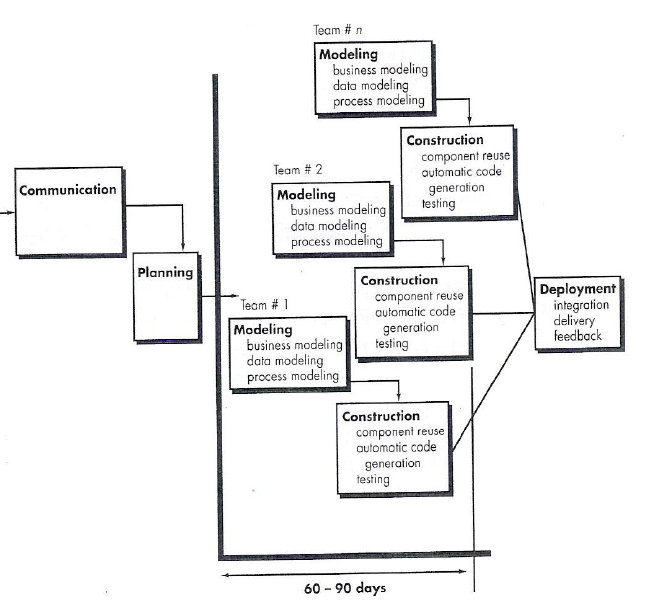 Team # n
Modeling
business modeling
data modeling
process modeling
Construction
component reuse
automatic code
generation
testing
Team # 2
Modeling
business modeling
data modeling
process modeling
Construction
component reuse
automatic code
generation
testing
Communication
Planning
Team # 1
Modeling
business modeling
data modeling
process modeling
Construction
component reuse
automatic code
generation
testing
Deployment
integration
delivery
feedback
60 – 90 days